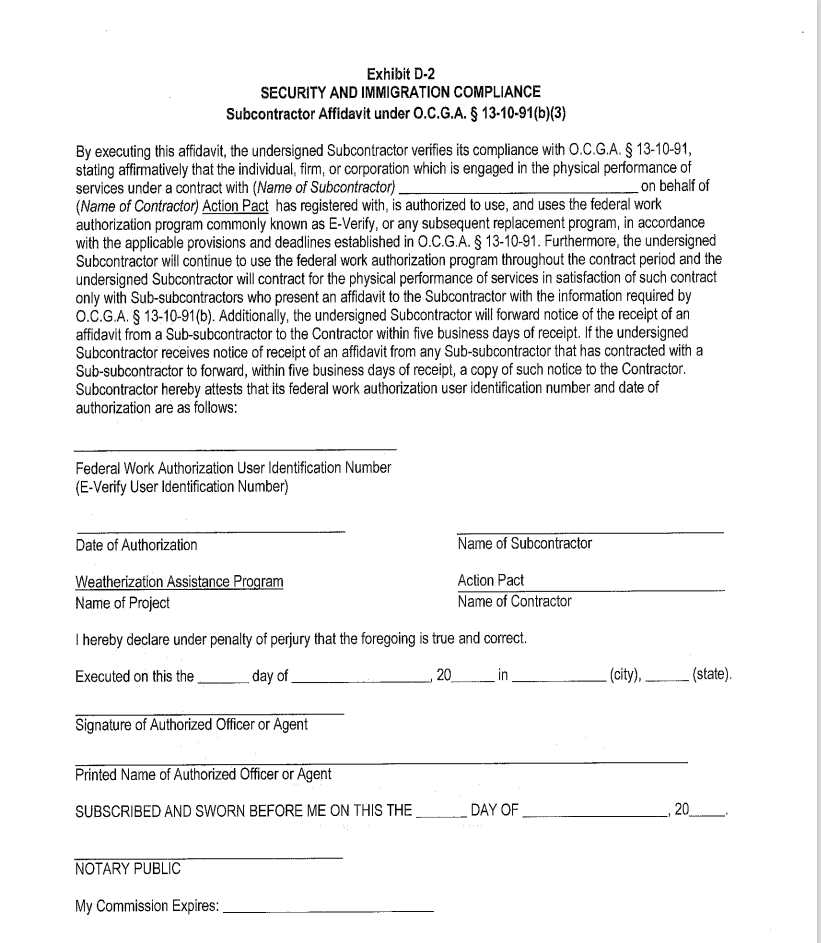 Exhibit D-2
SECURITY AND IMMIGRATION COMPLIANCE
Subcontractor Affidavit under O.C.G.A. § 13-10-91(b)(3)
By executing this affidavit, the undersigned Subcontractor verifies its compliance with O.C.G.A. § 13-10-91,
stating affirmatively that the individual, firm, or corporation which is engaged in the physical performance of
services under a contract with (Name of Subcontractor) ______________________________ on behalf of
(Name of Contractor) Action Pact has registered with, is authorized to use, and uses the federal work
authorization program commonly known as E-Verify, or any subsequent replacement program, in accordance
with the applicable provisions and deadlines established in O.C.G.A. § 13-10-91. Furthermore, the undersigned
Subcontractor will continue to use the federal work authorization program throughout the contract period and the
undersigned Subcontractor will contract for the physical performance of services in satisfaction of such contract
only with Sub-subcontractors who present an affidavit to the Subcontractor with the information required by
O.C.G.A. § 13-10-91(b). Additionally, the undersigned Subcontractor will forward notice of the receipt of an
affidavit from a Sub-subcontractor to the Contractor within five business days of receipt. If the undersigned
Subcontractor receives notice of receipt of an affidavit from any Sub-subcontractor that has contracted with a
Sub-subcontractor to forward, within five business days of receipt, a copy of such notice to the Contractor.
Subcontractor hereby attests that its federal work authorization user identification number and date of
authorization are as follows:
Federal Work Authorization User Identification Number
(E-Verify User Identification Number)
Date of Authorization
Name of Subcontractor
Weatherization Assistance Program
Action Pact
Name of Project
Name of Contractor
I hereby declare under penalty of perjury that the foregoing is true and correct.
Executed on this the ______ day of _________________, 20_____ in ___________ (city), _____ (state).
Signature of Authorized Officer or Agent
Printed Name of Authorized Officer or Agent
SUBSCRIBED AND SWORN BEFORE ME ON THIS THE ______ DAY OF _________________, 20____.
NOTARY PUBLIC
My Commission Expires: _________________________